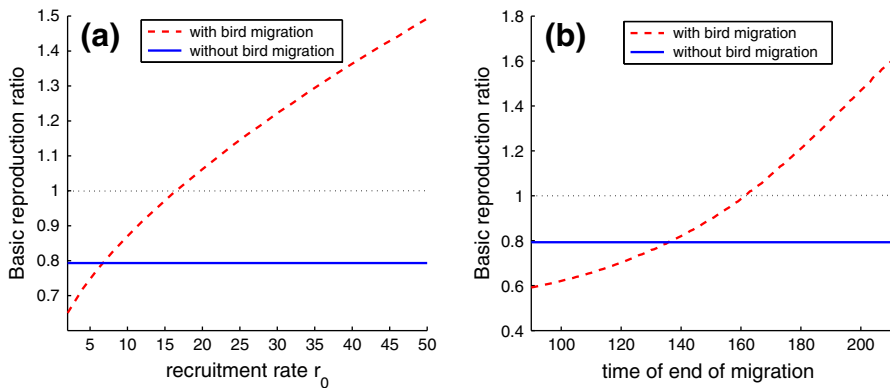 (a)
with bird migration
without bird migration
Basic reproduction ratio
1.5
1.4
1.3
1.2
1.1
1
0.9
0.8
0.7
5 10 15 20 25 30 35 40 45 50
recruitment rate r_0
(b)
with bird migration
without bird migration
Basic reproduction ratio
1.8
1.6
1.4
1.2
1
0.8
0.6
0.4
100 120 140 160 180 200
time of end of migration